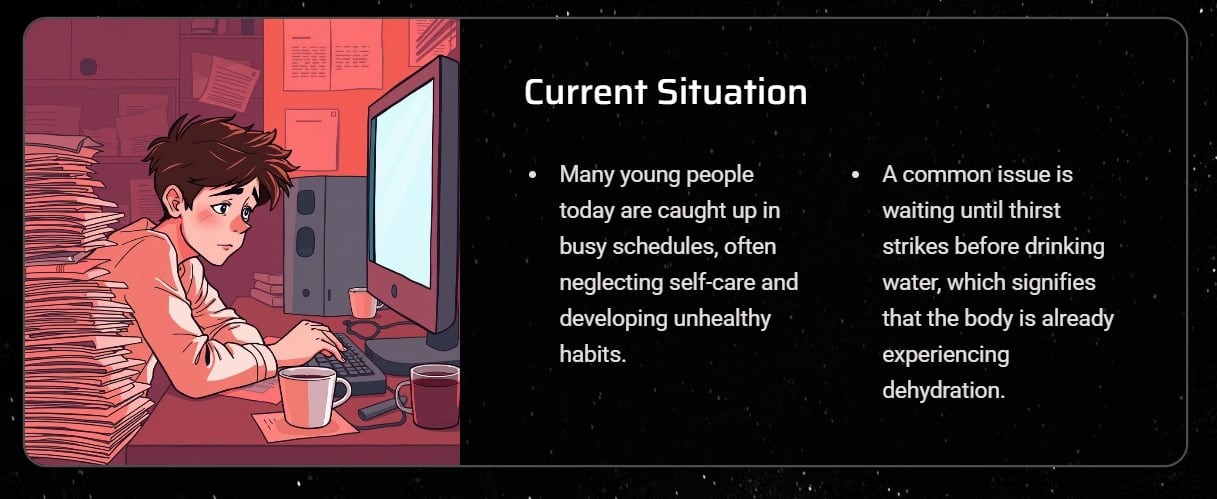 Current Situation
• Many young people
today are caught up in
busy schedules, often
neglecting self-care and
developing unhealthy
habits.
• A common issue is
waiting until thirst
strikes before drinking
water, which signifies
that the body is already
experiencing
dehydration.